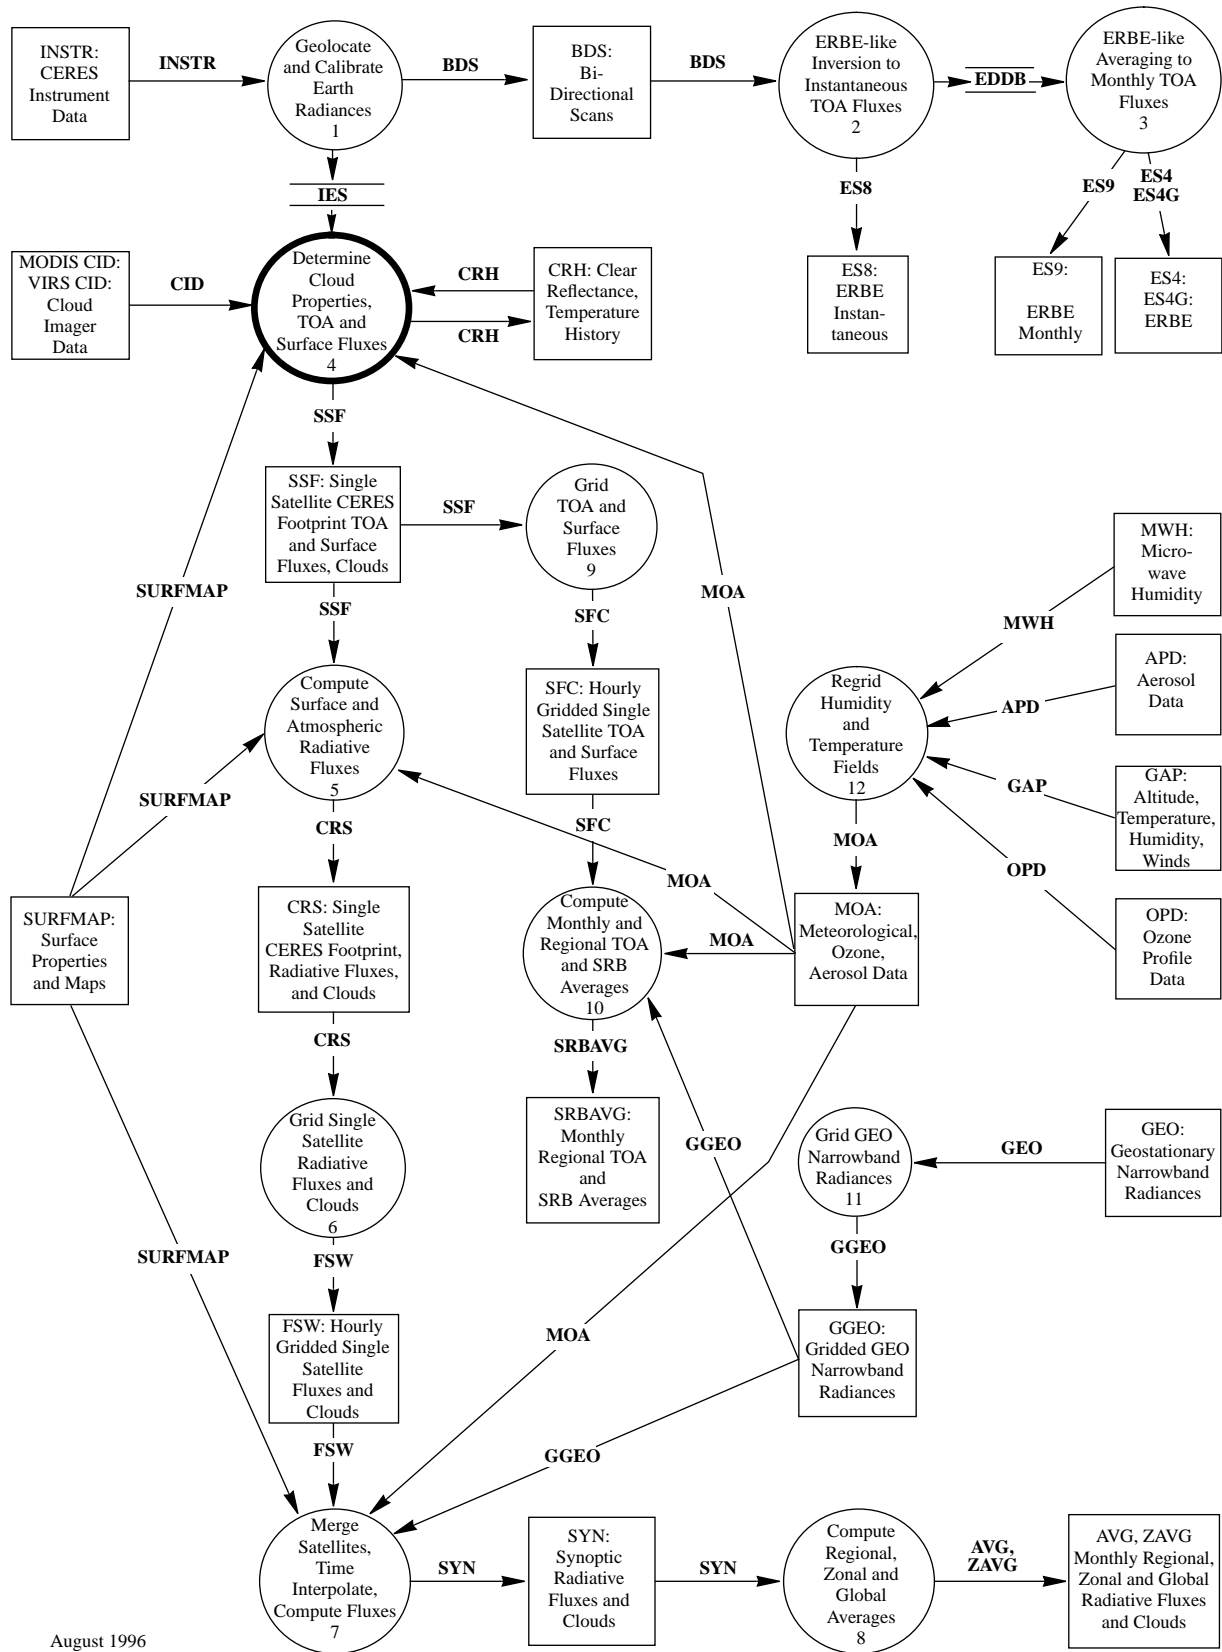 INSTR:
CERES
Instrument
Data
INSTR
Geolocate
and Calibrate
Earth
Radiances
1
BDS
BDS:
Bi-
Directional
Scans
BDS
ERBE-like
Inversion to
Instantaneous
TOA Fluxes
2
EDDB
ERBE-like
Averaging to
Monthly TOA
Fluxes
3
IES
ES8
ES9
ES4
ES4G
MODIS CID:
VIRS CID:
Cloud
Imager
Data
CID
Determine
Cloud
Properties,
TOA and
Surface Fluxes
4
CRH
CRH
CRH: Clear
Reflectance,
Temperature
History
ES8:
ERBE
Instan-
taneous
ES9:
ERBE
Monthly
ES4:
ES4G:
ERBE
SSF
SSF: Single
Satellite CERES
Footprint TOA
and Surface
Fluxes, Clouds
SSF
Grid
TOA and
Surface
Fluxes
9
MWH:
Micro-
wave
Humidity
SURFMAP
SSF
SFC
MOA
MWH
Compute
Surface and
Atmospheric
Radiative
Fluxes
5
SFC: Hourly
Gridded Single
Satellite TOA
and Surface
Fluxes
Regrid
Humidity
and
Temperature
Fields
12
APD
APD:
Aerosol
Data
SURFMAP
GAP
GAP:
Altitude,
Temperature,
Humidity,
Winds
CRS
SFC
MOA
MOA
OPD
SURFMAP:
Surface
Properties
and Maps
CRS: Single
Satellite
CERES Footprint,
Radiative Fluxes,
and Clouds
Compute
Monthly and
Regional TOA
and SRB
Averages
10
MOA
MOA:
Meteorological,
Ozone,
Aerosol Data
OPD:
Ozone
Profile
Data
CRS
SRBAVG
Grid Single
Satellite
Radiative
Fluxes and
Clouds
6
SRBAVG:
Monthly
Regional TOA
and
SRB Averages
GGEO
Grid GEO
Narrowband
Radiances
11
GEO
GEO:
Geostationary
Narrowband
Radiances
SURFMAP
FSW
GGEO
FSW: Hourly
Gridded Single
Satellite
Fluxes and
Clouds
MOA
GGEO:
Gridded GEO
Narrowband
Radiances
FSW
GGEO
Merge
Satellites,
Time
Interpolate,
Compute Fluxes
7
SYN
SYN:
Synoptic
Radiative
Fluxes and
Clouds
SYN
Compute
Regional,
Zonal and
Global
Averages
8
AVG,
ZAVG
AVG, ZAVG
Monthly Regional,
Zonal and Global
Radiative Fluxes
and Clouds
August 1996